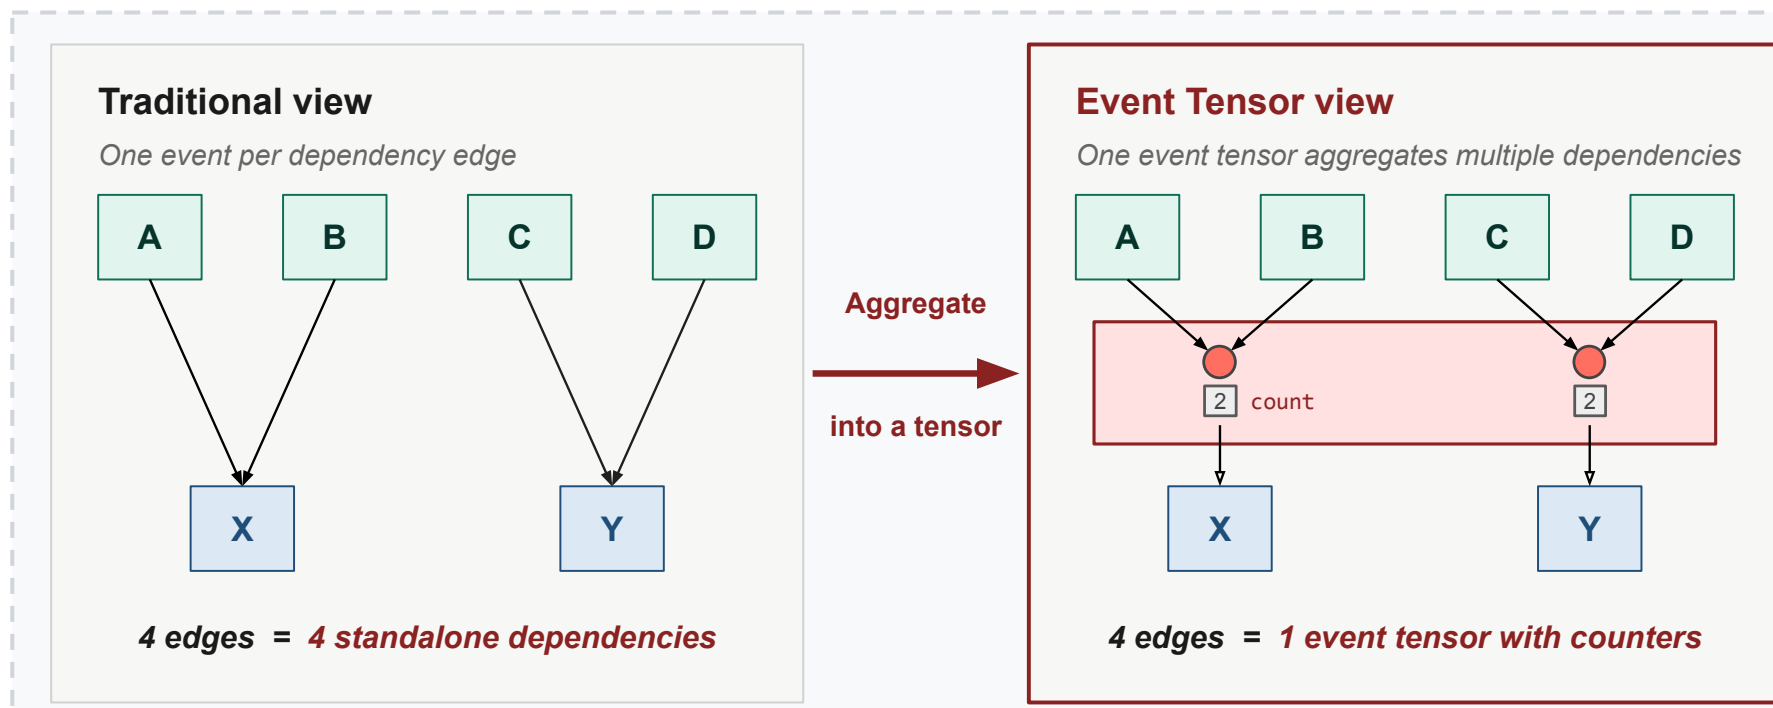 Traditional view
One event per dependency edge
A B C D
X Y
4 edges = 4 standalone dependencies
Aggregate
into a tensor
Event Tensor view
One event tensor aggregates multiple dependencies
A B C D
2 count 2
X Y
4 edges = 1 event tensor with counters